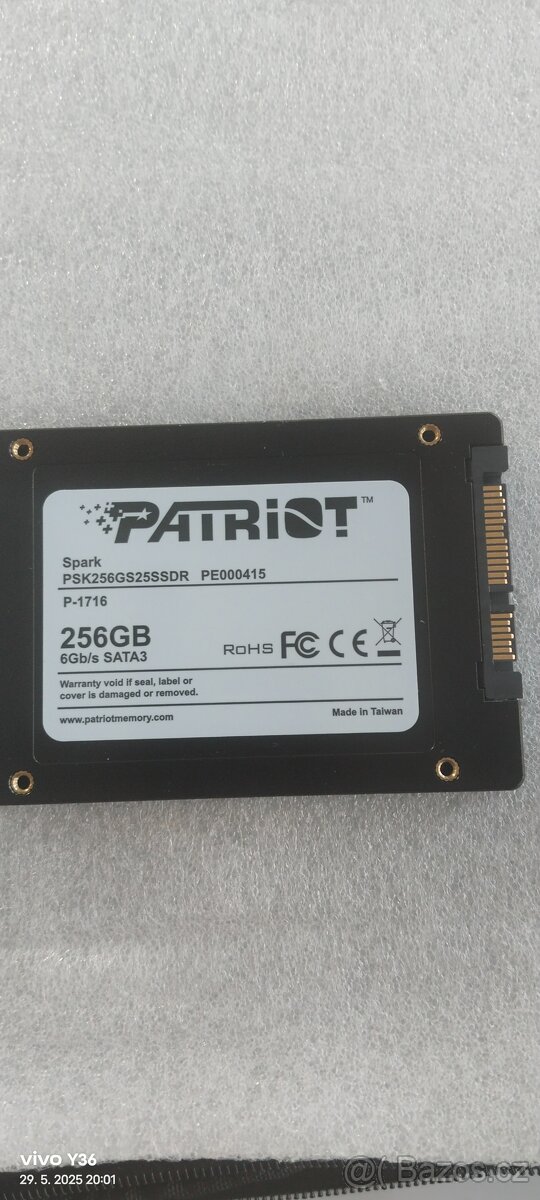 PATRiOT™
Spark
PSK256GS25SSDR PE000415
P-1716
256GB
6Gb/s SATA3
RoHS FC CE
Warranty void if seal, label or
cover is damaged or removed.
www.patriotmemory.com
Made in Taiwan
vivo Y36
29. 5. 2025 20:01
@ Bazos.cz